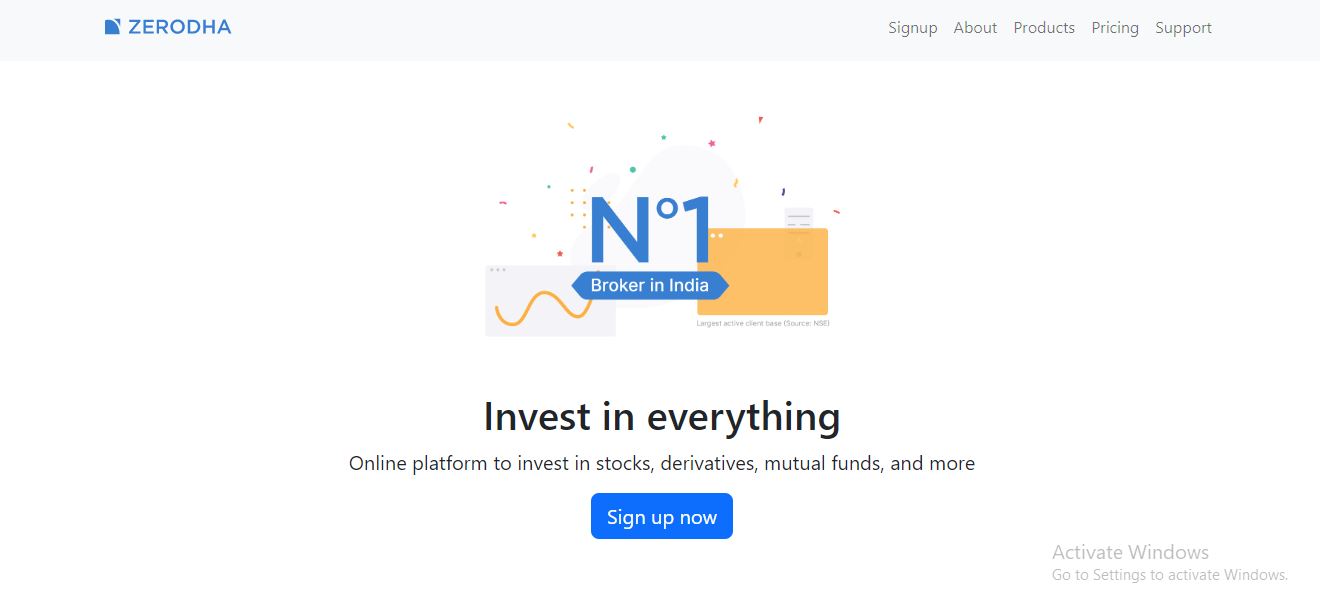 ZERODHA
Signup About Products Pricing Support
N°1
Broker in India
Largest active client base (Source: NSE)
Invest in everything
Online platform to invest in stocks, derivatives, mutual funds, and more
Sign up now
Activate Windows
Go to Settings to activate Windows.